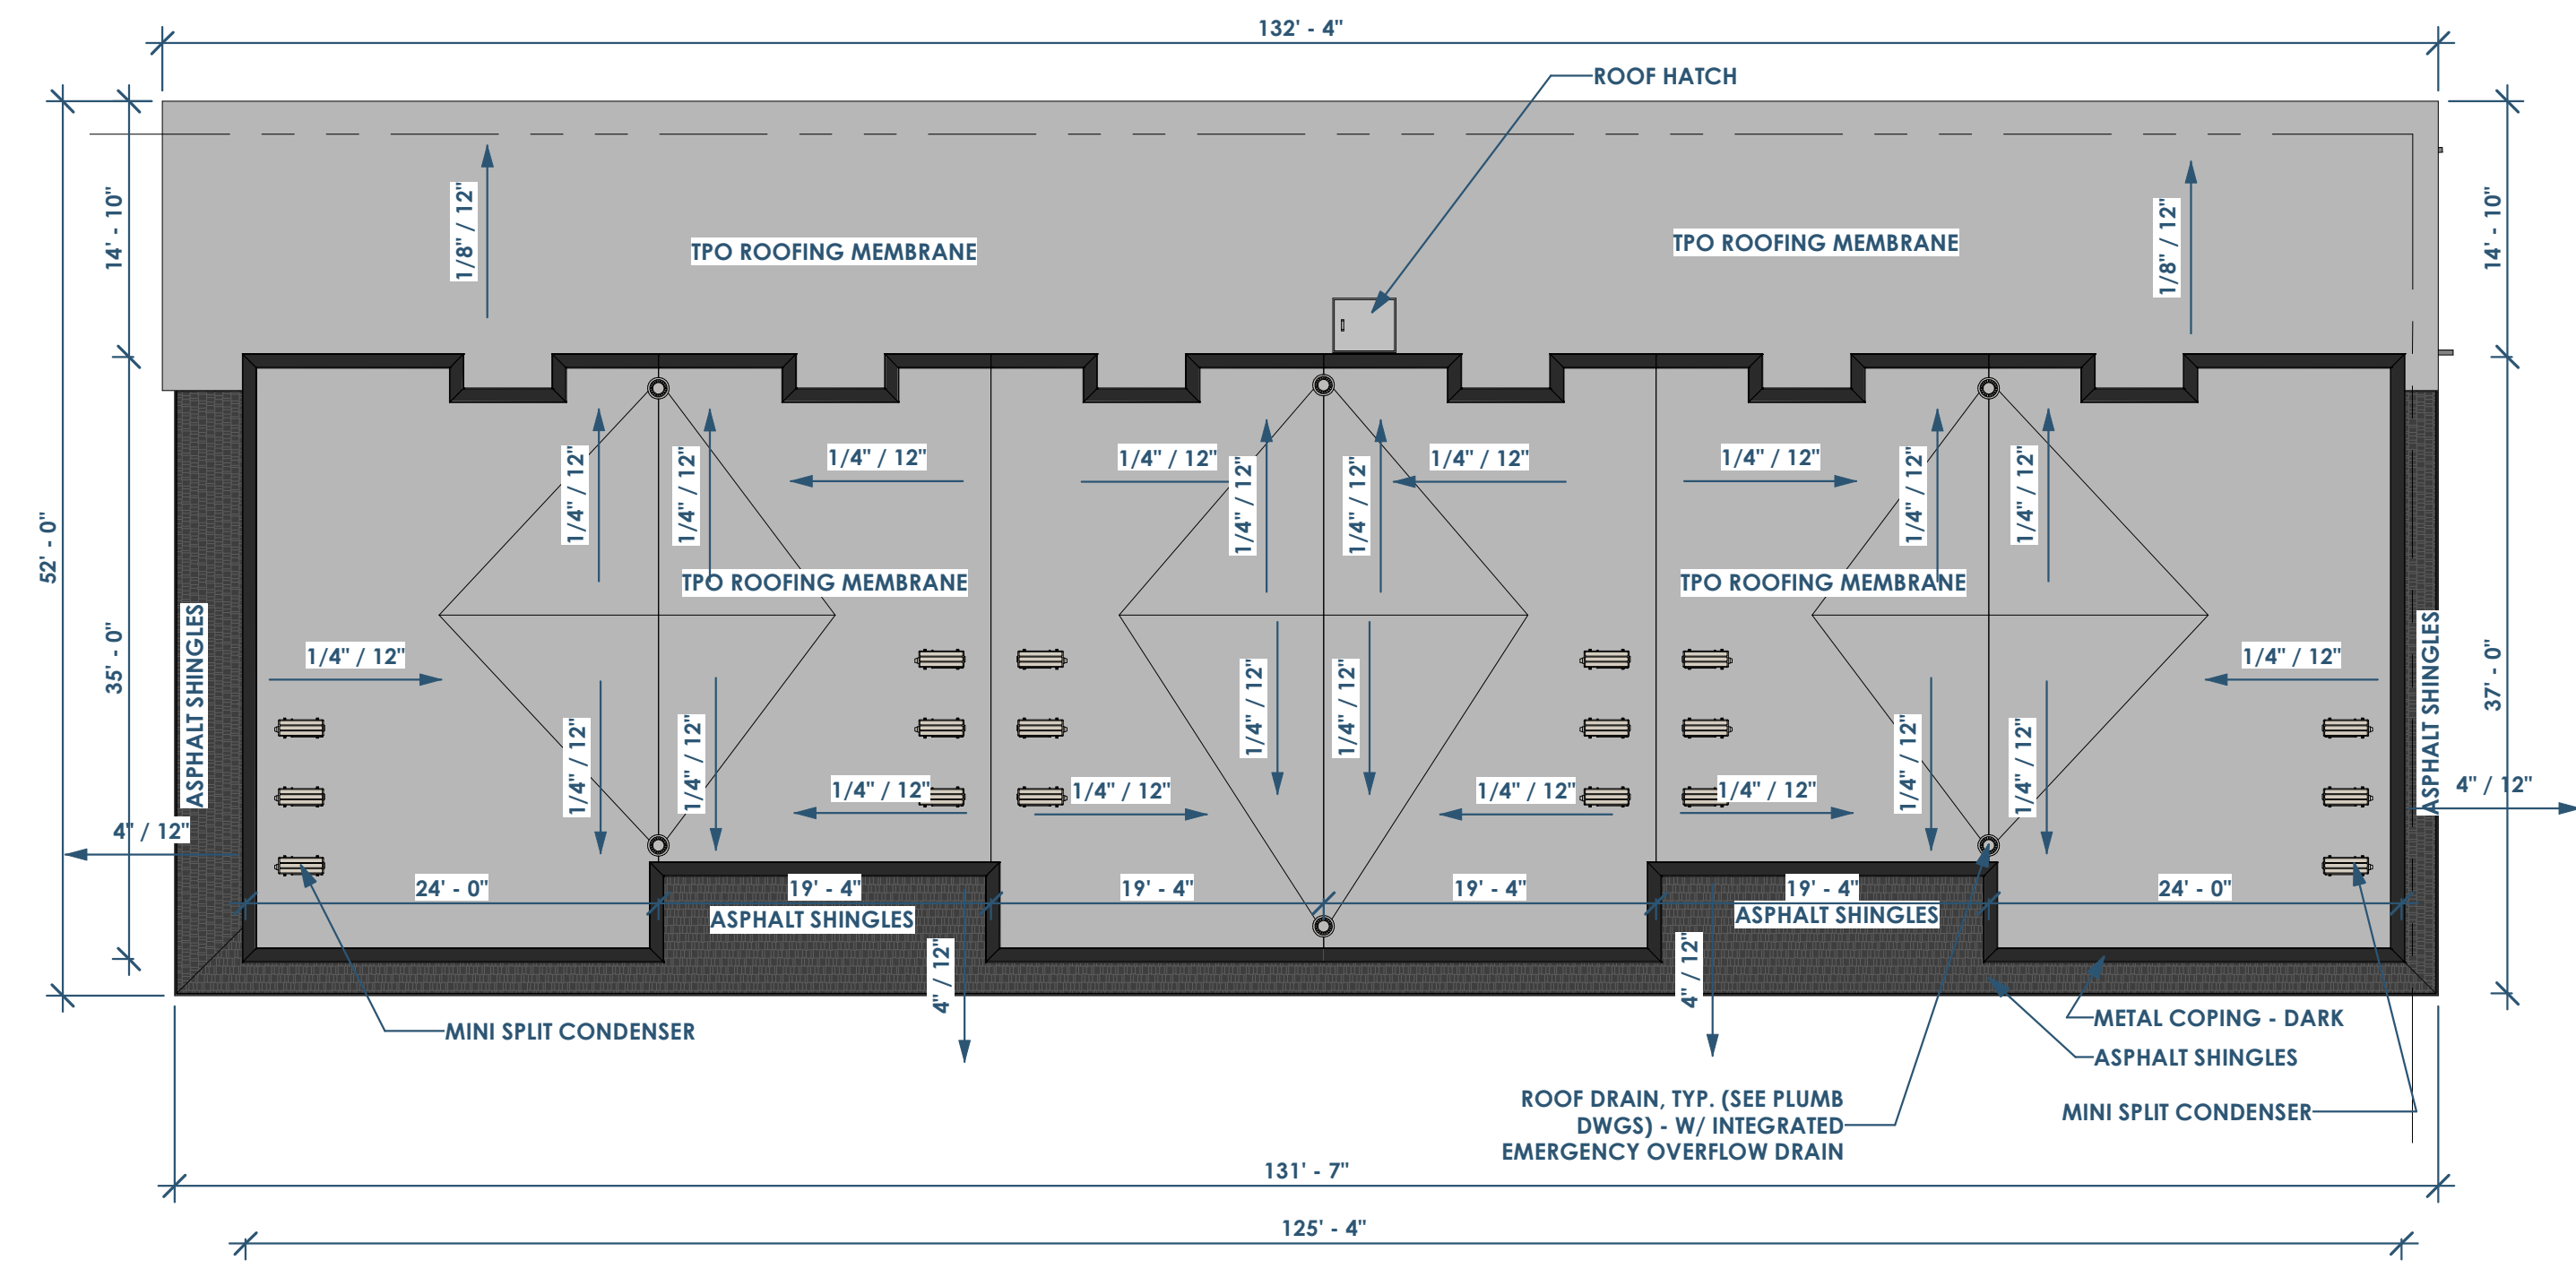 132' - 4"
ROOF HATCH
14' - 10"
1/8" / 12"
TPO ROOFING MEMBRANE
TPO ROOFING MEMBRANE
1/8" / 12"
14' - 10"
52' - 0"
35' - 0"
1/4" / 12"
1/4" / 12"
1/4" / 12"
1/4" / 12"
1/4" / 12"
1/4" / 12"
1/4" / 12"
1/4" / 12"
1/4" / 12"
1/4" / 12"
TPO ROOFING MEMBRANE
TPO ROOFING MEMBRANE
ASPHALT SHINGLES
1/4" / 12"
1/4" / 12"
ASPHALT SHINGLES
37' - 0"
1/4" / 12"
1/4" / 12"
1/4" / 12"
1/4" / 12"
1/4" / 12"
1/4" / 12"
4" / 12"
1/4" / 12"
1/4" / 12"
1/4" / 12"
1/4" / 12"
4" / 12"
24' - 0"
19' - 4"
19' - 4"
19' - 4"
19' - 4"
24' - 0"
ASPHALT SHINGLES
ASPHALT SHINGLES
4" / 12"
4" / 12"
MINI SPLIT CONDENSER
METAL COPING - DARK
ASPHALT SHINGLES
MINI SPLIT CONDENSER
ROOF DRAIN, TYP. (SEE PLUMB
DWGS) - W/ INTEGRATED
EMERGENCY OVERFLOW DRAIN
131' - 7"
125' - 4"